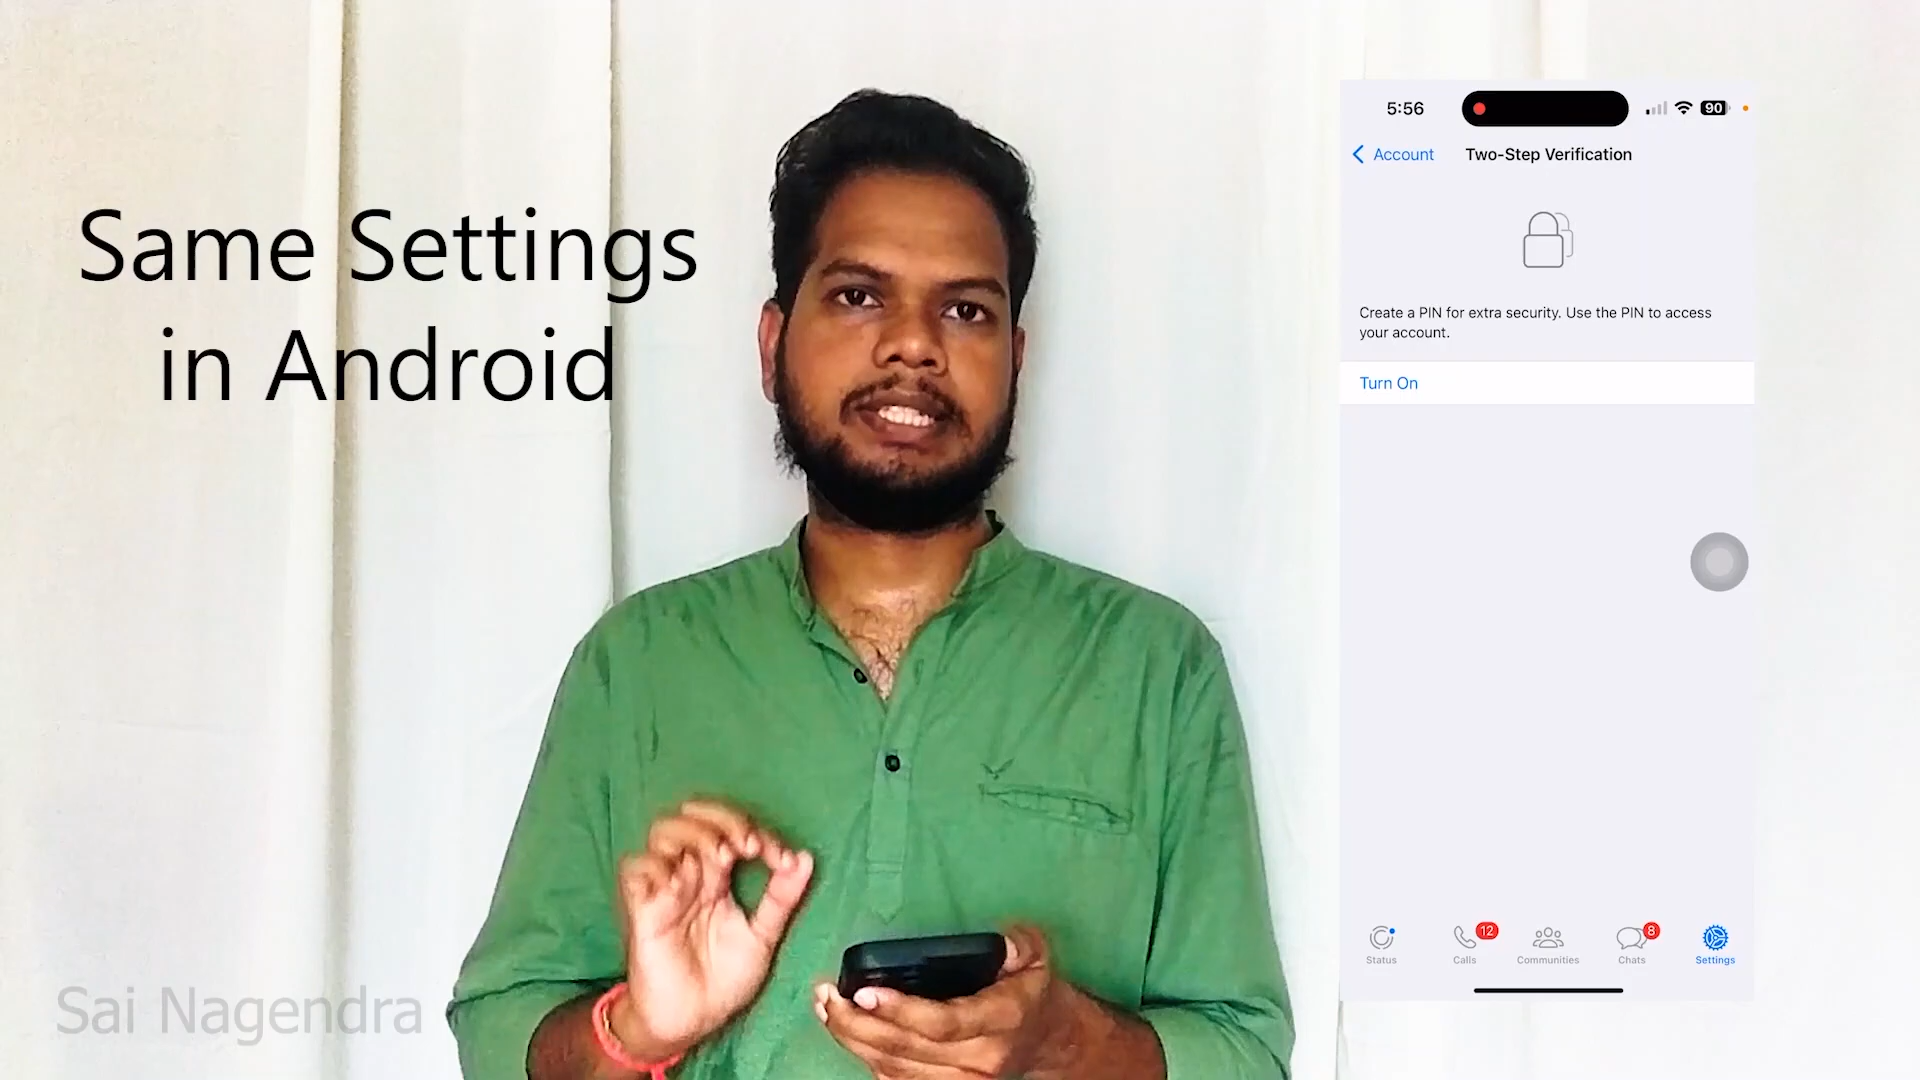 Same Settings
in Android
Sai Nagendra
5:56
90
Account
Two-Step Verification
Create a PIN for extra security. Use the PIN to access
your account.
Turn On
12
8
Status
Calls
Communities
Chats
Settings